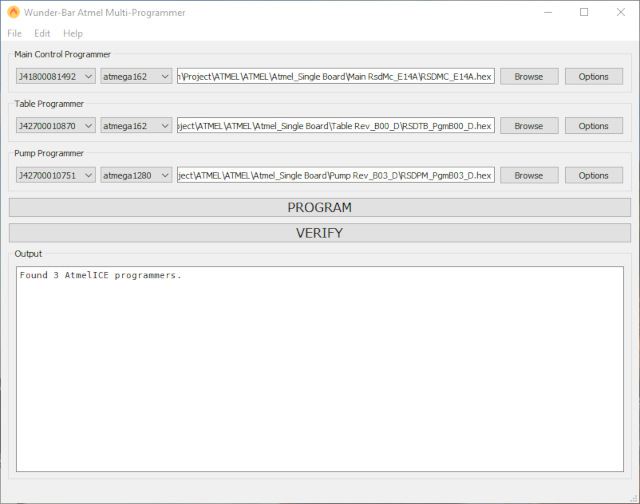 Wunder-Bar Atmel Multi-Programmer
File Edit Help
Main Control Programmer
J41800081492 atmega162 n\Project\ATMEL\ATMEL\Atmel_Single Board\Main RsdMc_E14A\RSDMC_E14A.hex Browse Options
Table Programmer
J42700010870 atmega162 oject\ATMEL\ATMEL\Atmel_Single Board\Table Rev_B00_D\RSDTB_PgmB00_D.hex Browse Options
Pump Programmer
J42700010751 atmega1280 ject\ATMEL\ATMEL\Atmel_Single Board\Pump Rev_B03_D\RSDPM_PgmB03_D.hex Browse Options
PROGRAM
VERIFY
Output
Found 3 AtmelICE programmers.